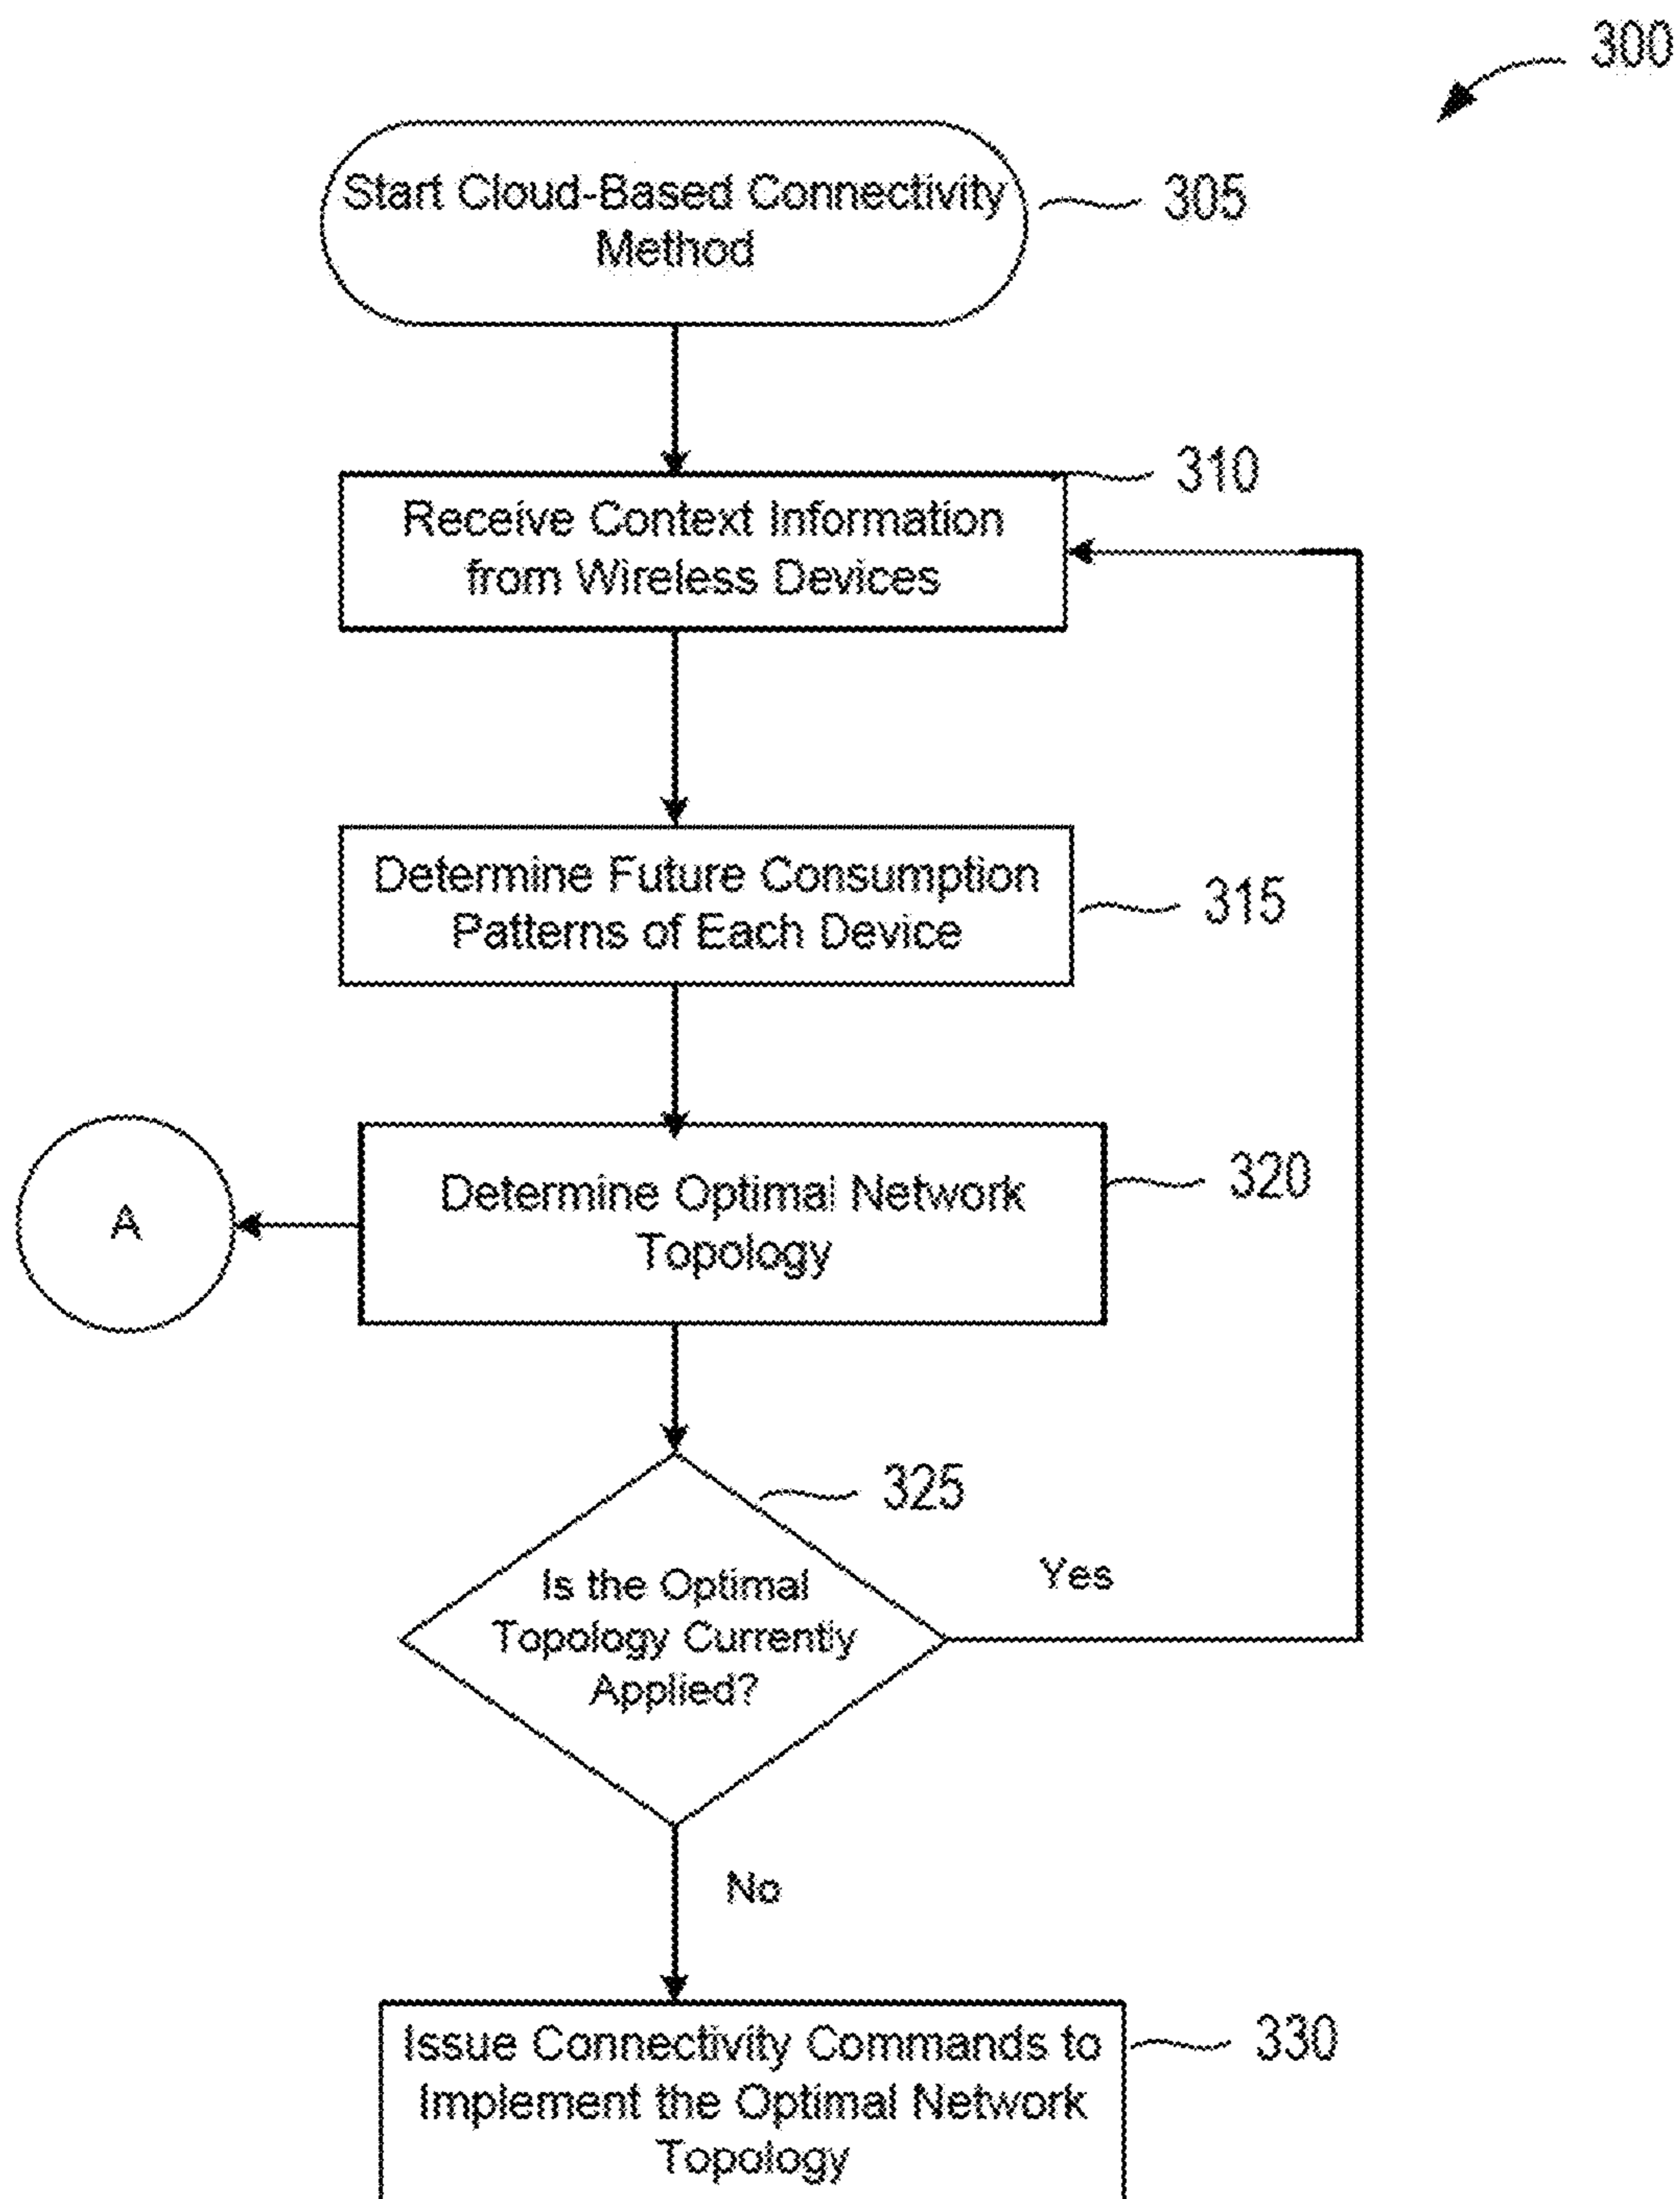 300
Start Cloud-Based Connectivity
Method
305
310
Receive Context Information
from Wireless Devices
Determine Future Consumption
Patterns of Each Device
315
A
Determine Optimal Network
Topology
320
325
Is the Optimal
Topology Currently
Applied?
Yes
No
Issue Connectivity Commands to
Implement the Optimal Network
Topology
330